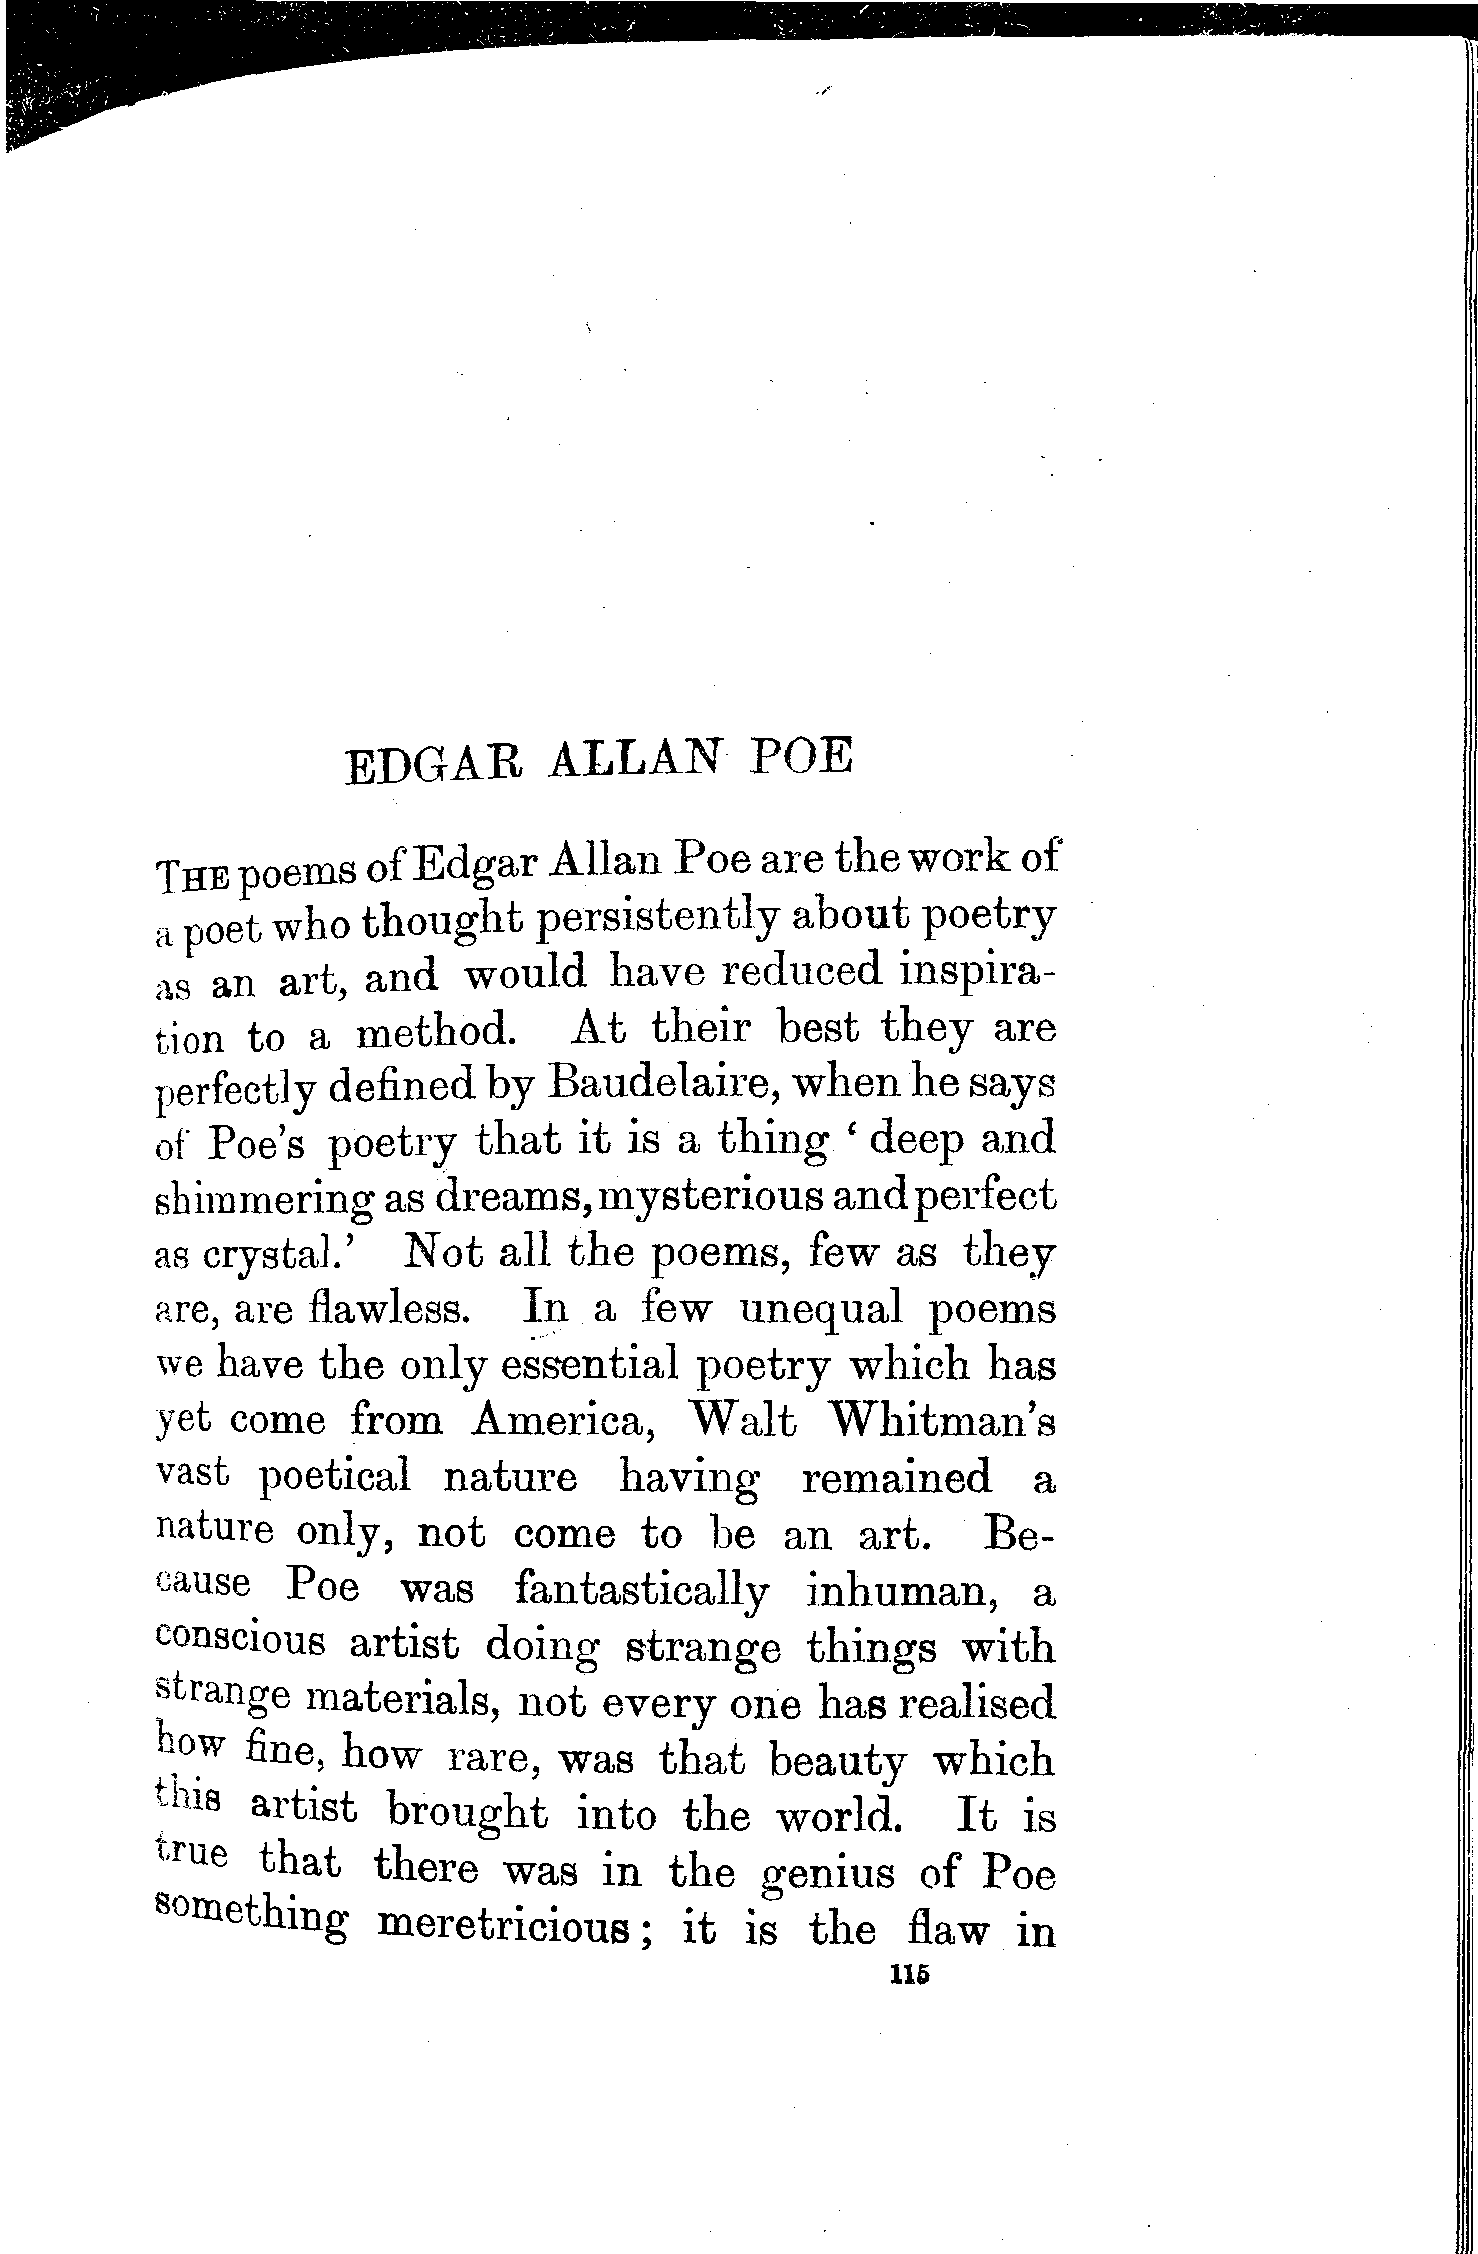 EDGAR ALLAN POE
THE poems of Edgar Allan Poe are the work of
a poet who thought persistently about poetry
as an art, and would have reduced inspira-
tion to a method. At their best they are
perfectly defined by Baudelaire, when he says
of Poe's poetry that it is a thing ‘ deep and
shimmering as dreams, mysterious and perfect
as crystal.’ Not all the poems, few as they
are, are flawless. In a few unequal poems
we have the only essential poetry which has
yet come from America, Walt Whitman's
vast poetical nature having remained a
nature only, not come to be an art. Be-
cause Poe was fantastically inhuman, a
conscious artist doing strange things with
strange materials, not every one has realised
how fine, how rare, was that beauty which
this artist brought into the world. It is
true that there was in the genius of Poe
something meretricious; it is the flaw in
115